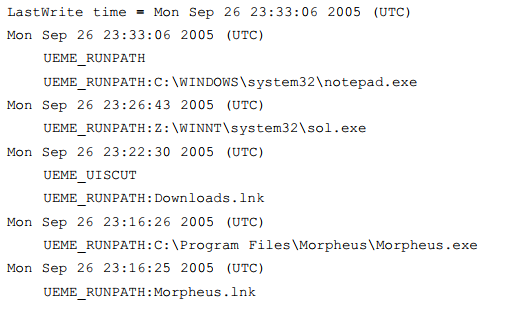 LastWrite time = Mon Sep 26 23:33:06 2005 (UTC)
Mon Sep 26 23:33:06 2005 (UTC)
UEME_RUNPATH
UEME_RUNPATH:C:\WINDOWS\system32\notepad.exe
Mon Sep 26 23:26:43 2005 (UTC)
UEME_RUNPATH:Z:\WINNT\system32\sol.exe
Mon Sep 26 23:22:30 2005 (UTC)
UEME_UISCUT
UEME_RUNPATH:Downloads.lnk
Mon Sep 26 23:16:26 2005 (UTC)
UEME_RUNPATH:C:\Program Files\Morpheus\Morpheus.exe
Mon Sep 26 23:16:25 2005 (UTC)
UEME_RUNPATH:Morpheus.lnk